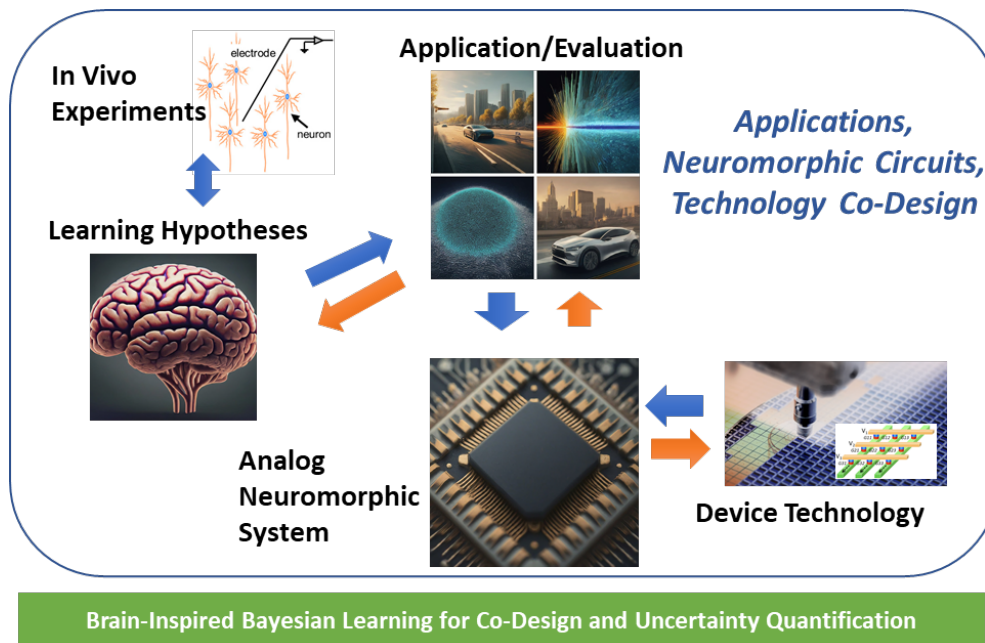 In Vivo
Experiments
electrode
neuron
Application/Evaluation
Applications,
Neuromorphic Circuits,
Technology Co-Design
Learning Hypotheses
Analog
Neuromorphic
System
Device Technology
Brain-Inspired Bayesian Learning for Co-Design and Uncertainty Quantification